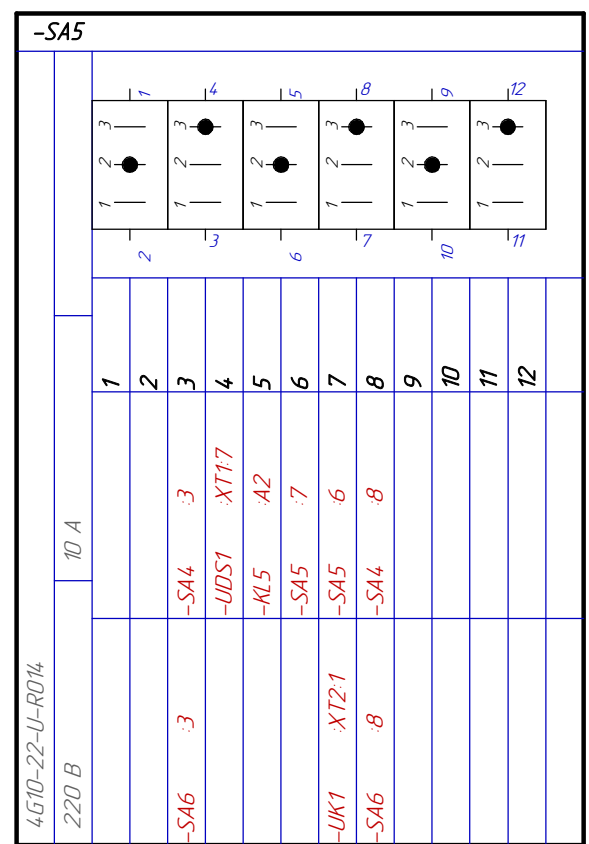 -SA5
1 4 5 8 9 12
3 3 3 3 3 3
2 2 2 2 2 2
1 1 1 1 1 1
2 3 6 7 10 11
1
2
3 -SA4 :3 -SA6 :3
4 -UDS1 :XT1:7
5 -KL5 :A2
6 -SA5 :7
7 -SA5 :6 -UK1 :XT2:1
8 -SA4 :8 -SA6 :8
9
10
11
12
4G10-22-U-R014
220 В 10 А